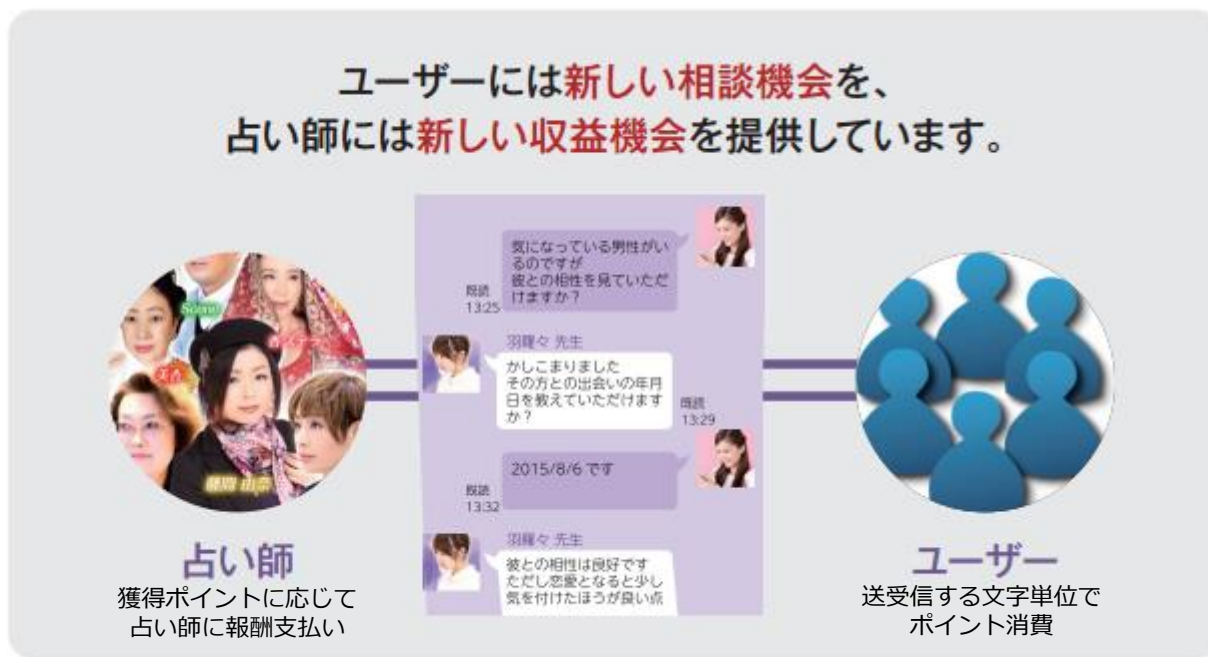 ユーザーには新しい相談機会を、
占い師には新しい収益機会を提供しています。
気になっている男性がい
るのですが
彼との相性を見ていただ
けますか？
既読
13:25
羽耀々 先生
かしこまりました
その方との出会いの年月
日を教えていただけます
か？
既読
13:29
2015/8/6 です
既読
13:32
羽耀々 先生
彼との相性は良好です
ただし恋愛となると少し
気を付けたほうが良い点
占い師
獲得ポイントに応じて
占い師に報酬支払い
ユーザー
送受信する文字単位で
ポイント消費